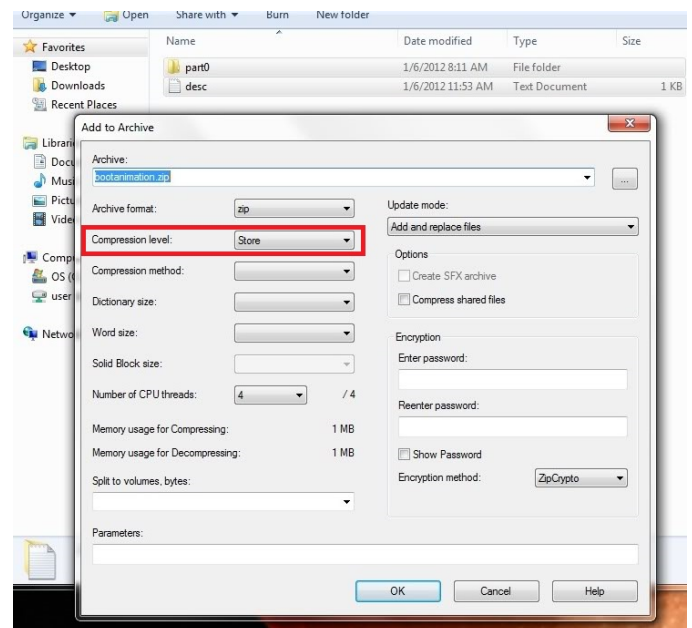 Organize Open Share with Burn New folder
Favorites
Desktop
Downloads
Recent Places
Name Date modified Type Size
part0 1/6/2012 8:11 AM File folder
desc 1/6/2012 11:53 AM Text Document 1 KB
Add to Archive
Archive:
bootanimation.zip
...
Archive format: zip
Compression level: Store
Compression method:
Dictionary size:
Word size:
Solid Block size:
Number of CPU threads: 4 / 4
Memory usage for Compressing: 1 MB
Memory usage for Decompressing: 1 MB
Split to volumes, bytes:
Parameters:
Update mode:
Add and replace files
Options
Create SFX archive
Compress shared files
Encryption
Enter password:
Reenter password:
Show Password
Encryption method: ZipCrypto
OK Cancel Help
OS
user